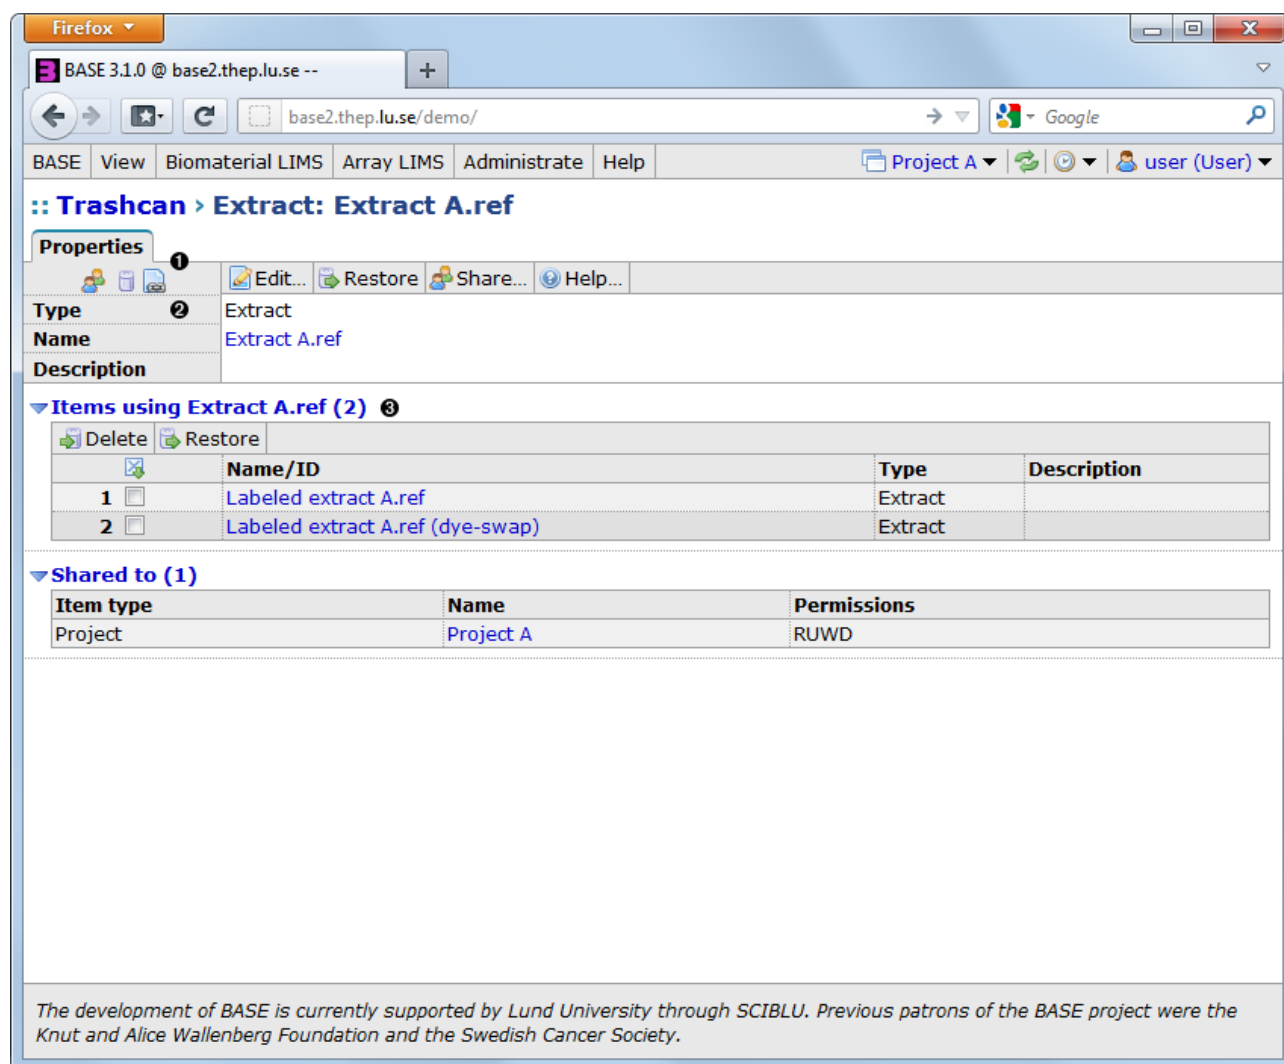 Firefox
BASE 3.1.0 @ base2.thep.lu.se --
base2.thep.lu.se/demo/
Google
BASE View Biomaterial LIMS Array LIMS Administrate Help Project A user (User)
:: Trashcan › Extract: Extract A.ref
Properties
1
Edit... Restore Share... Help...
Type 2 Extract
Name Extract A.ref
Description
Items using Extract A.ref (2) 3
Delete Restore
Name/ID Type Description
1 Labeled extract A.ref Extract
2 Labeled extract A.ref (dye-swap) Extract
Shared to (1)
Item type Name Permissions
Project Project A RUWD
The development of BASE is currently supported by Lund University through SCIBLU. Previous patrons of the BASE project were the
Knut and Alice Wallenberg Foundation and the Swedish Cancer Society.